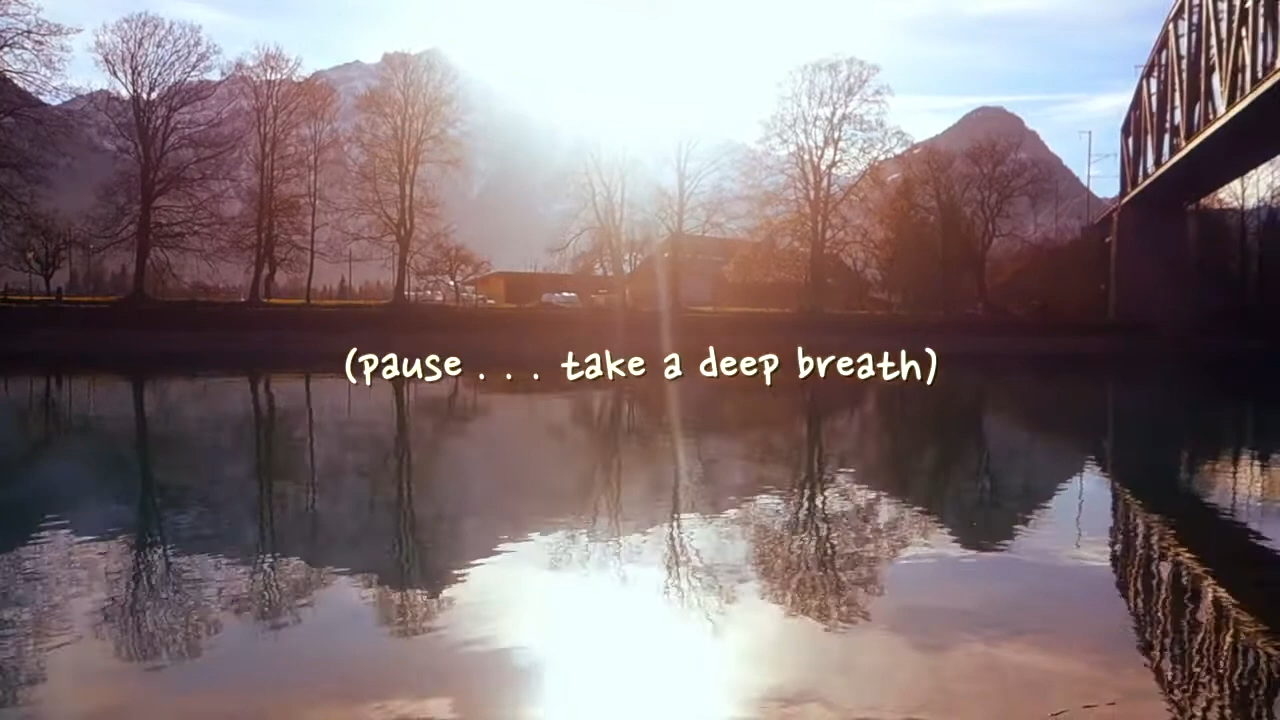 (pause . . . take a deep breath)